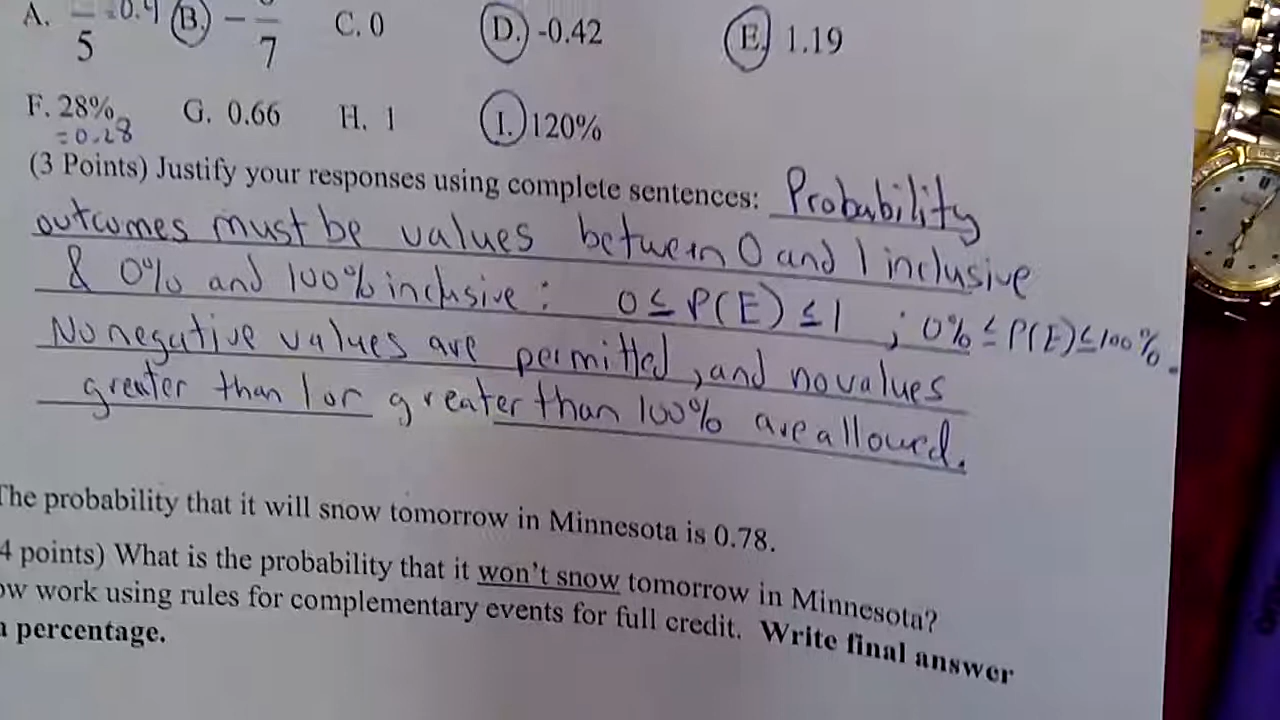 A. 5 =0.4 B. - 7 C. 0 D. -0.42 E. 1.19
F. 28% G. 0.66 H. 1 I. 120%
=0.28
(3 Points) Justify your responses using complete sentences: Probability
outcomes must be values between 0 and 1 inclusive
& 0% and 100% inclusive: 0 ≤ P(E) ≤ 1 ; 0% ≤ P(E) ≤ 100%.
No negative values are permitted, and no values
greater than 1 or greater than 100% are allowed.
The probability that it will snow tomorrow in Minnesota is 0.78.
4 points) What is the probability that it won't snow tomorrow in Minnesota?
ow work using rules for complementary events for full credit. Write final answer
a percentage.